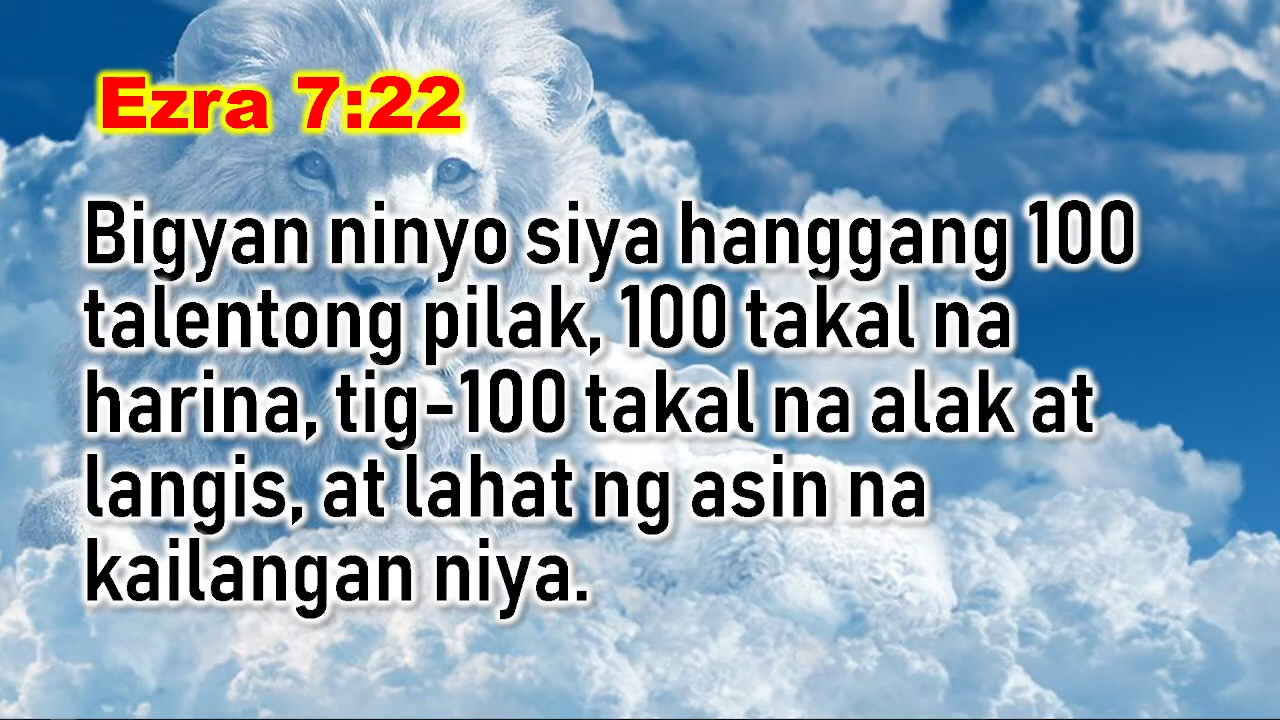 Ezra 7:22
Bigyan ninyo siya hanggang 100
talentong pilak, 100 takal na
harina, tig-100 takal na alak at
langis, at lahat ng asin na
kailangan niya.